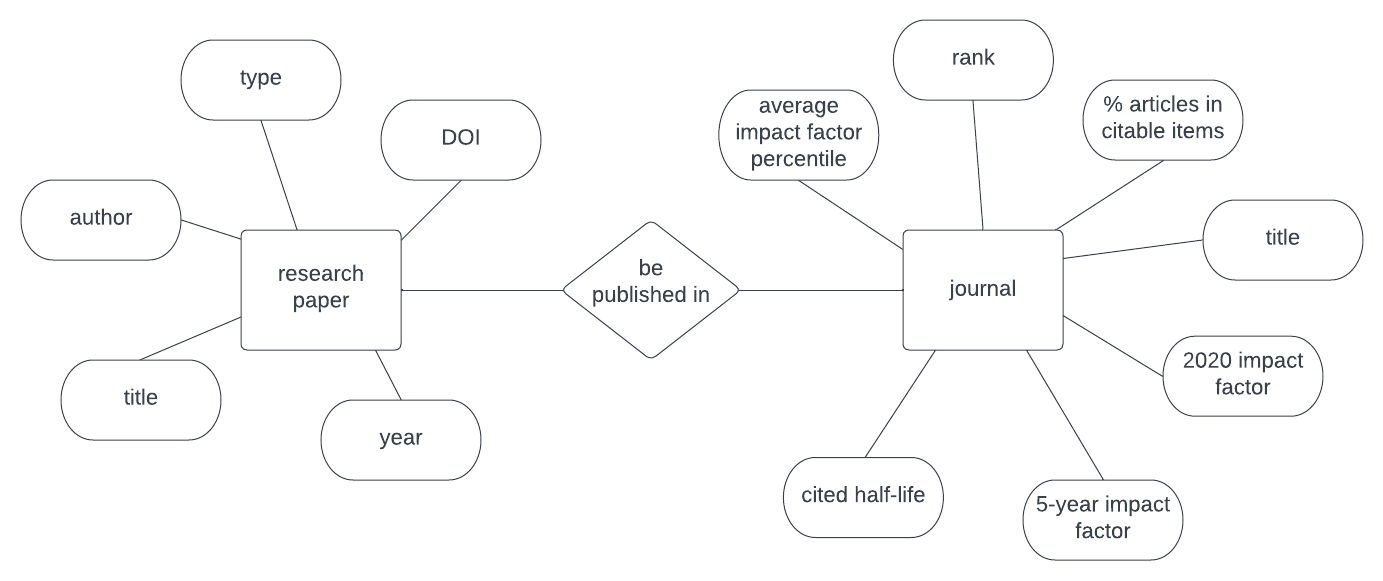 type
DOI
author
research
paper
title
year
be
published in
rank
average
impact factor
percentile
% articles in
citable items
title
journal
2020 impact
factor
cited half-life
5-year impact
factor